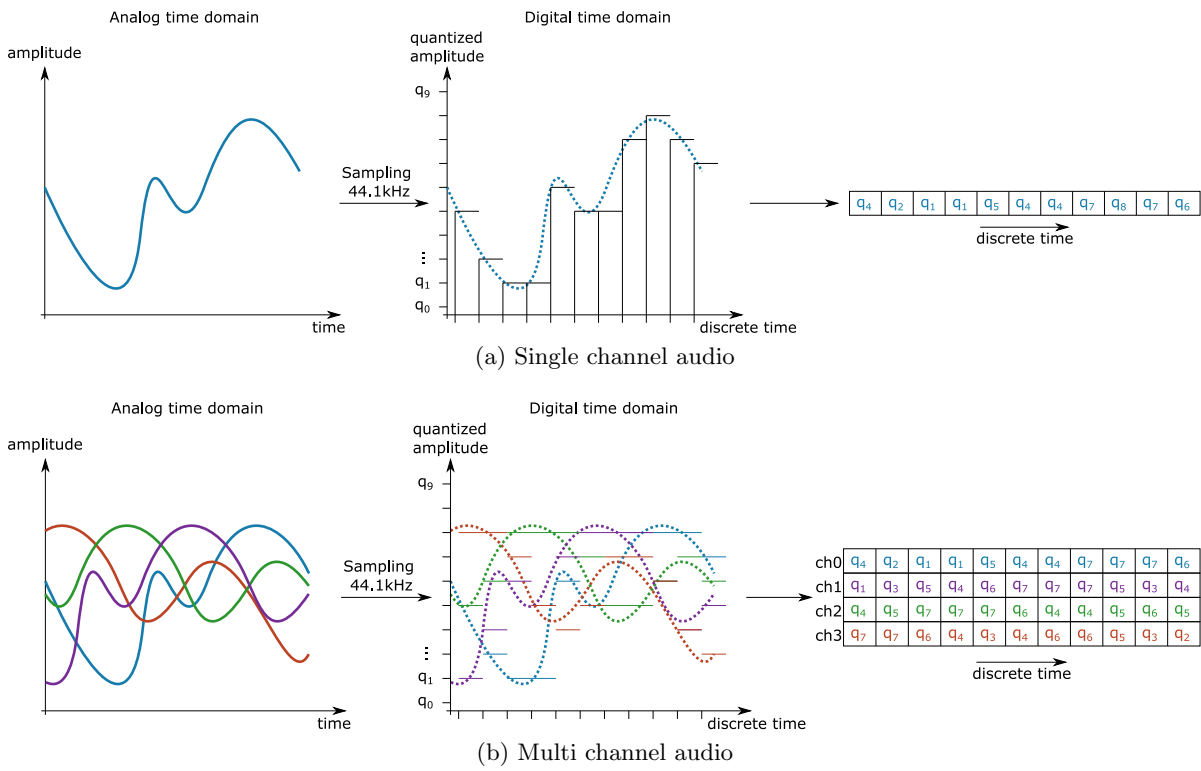 Analog time domain
Digital time domain
amplitude
quantized
amplitude
q9
...
q1
q0
Sampling
44.1kHz
time
discrete time
q4 q2 q1 q1 q5 q4 q4 q7 q8 q7 q6
discrete time
(a) Single channel audio
Analog time domain
Digital time domain
amplitude
quantized
amplitude
q9
...
q1
q0
Sampling
44.1kHz
time
discrete time
ch0 q4 q2 q1 q1 q5 q4 q4 q7 q7 q7 q6
ch1 q1 q3 q5 q4 q6 q7 q7 q7 q5 q3 q4
ch2 q4 q5 q7 q7 q7 q6 q4 q4 q5 q6 q5
ch3 q7 q7 q6 q4 q3 q4 q6 q6 q5 q3 q2
discrete time
(b) Multi channel audio